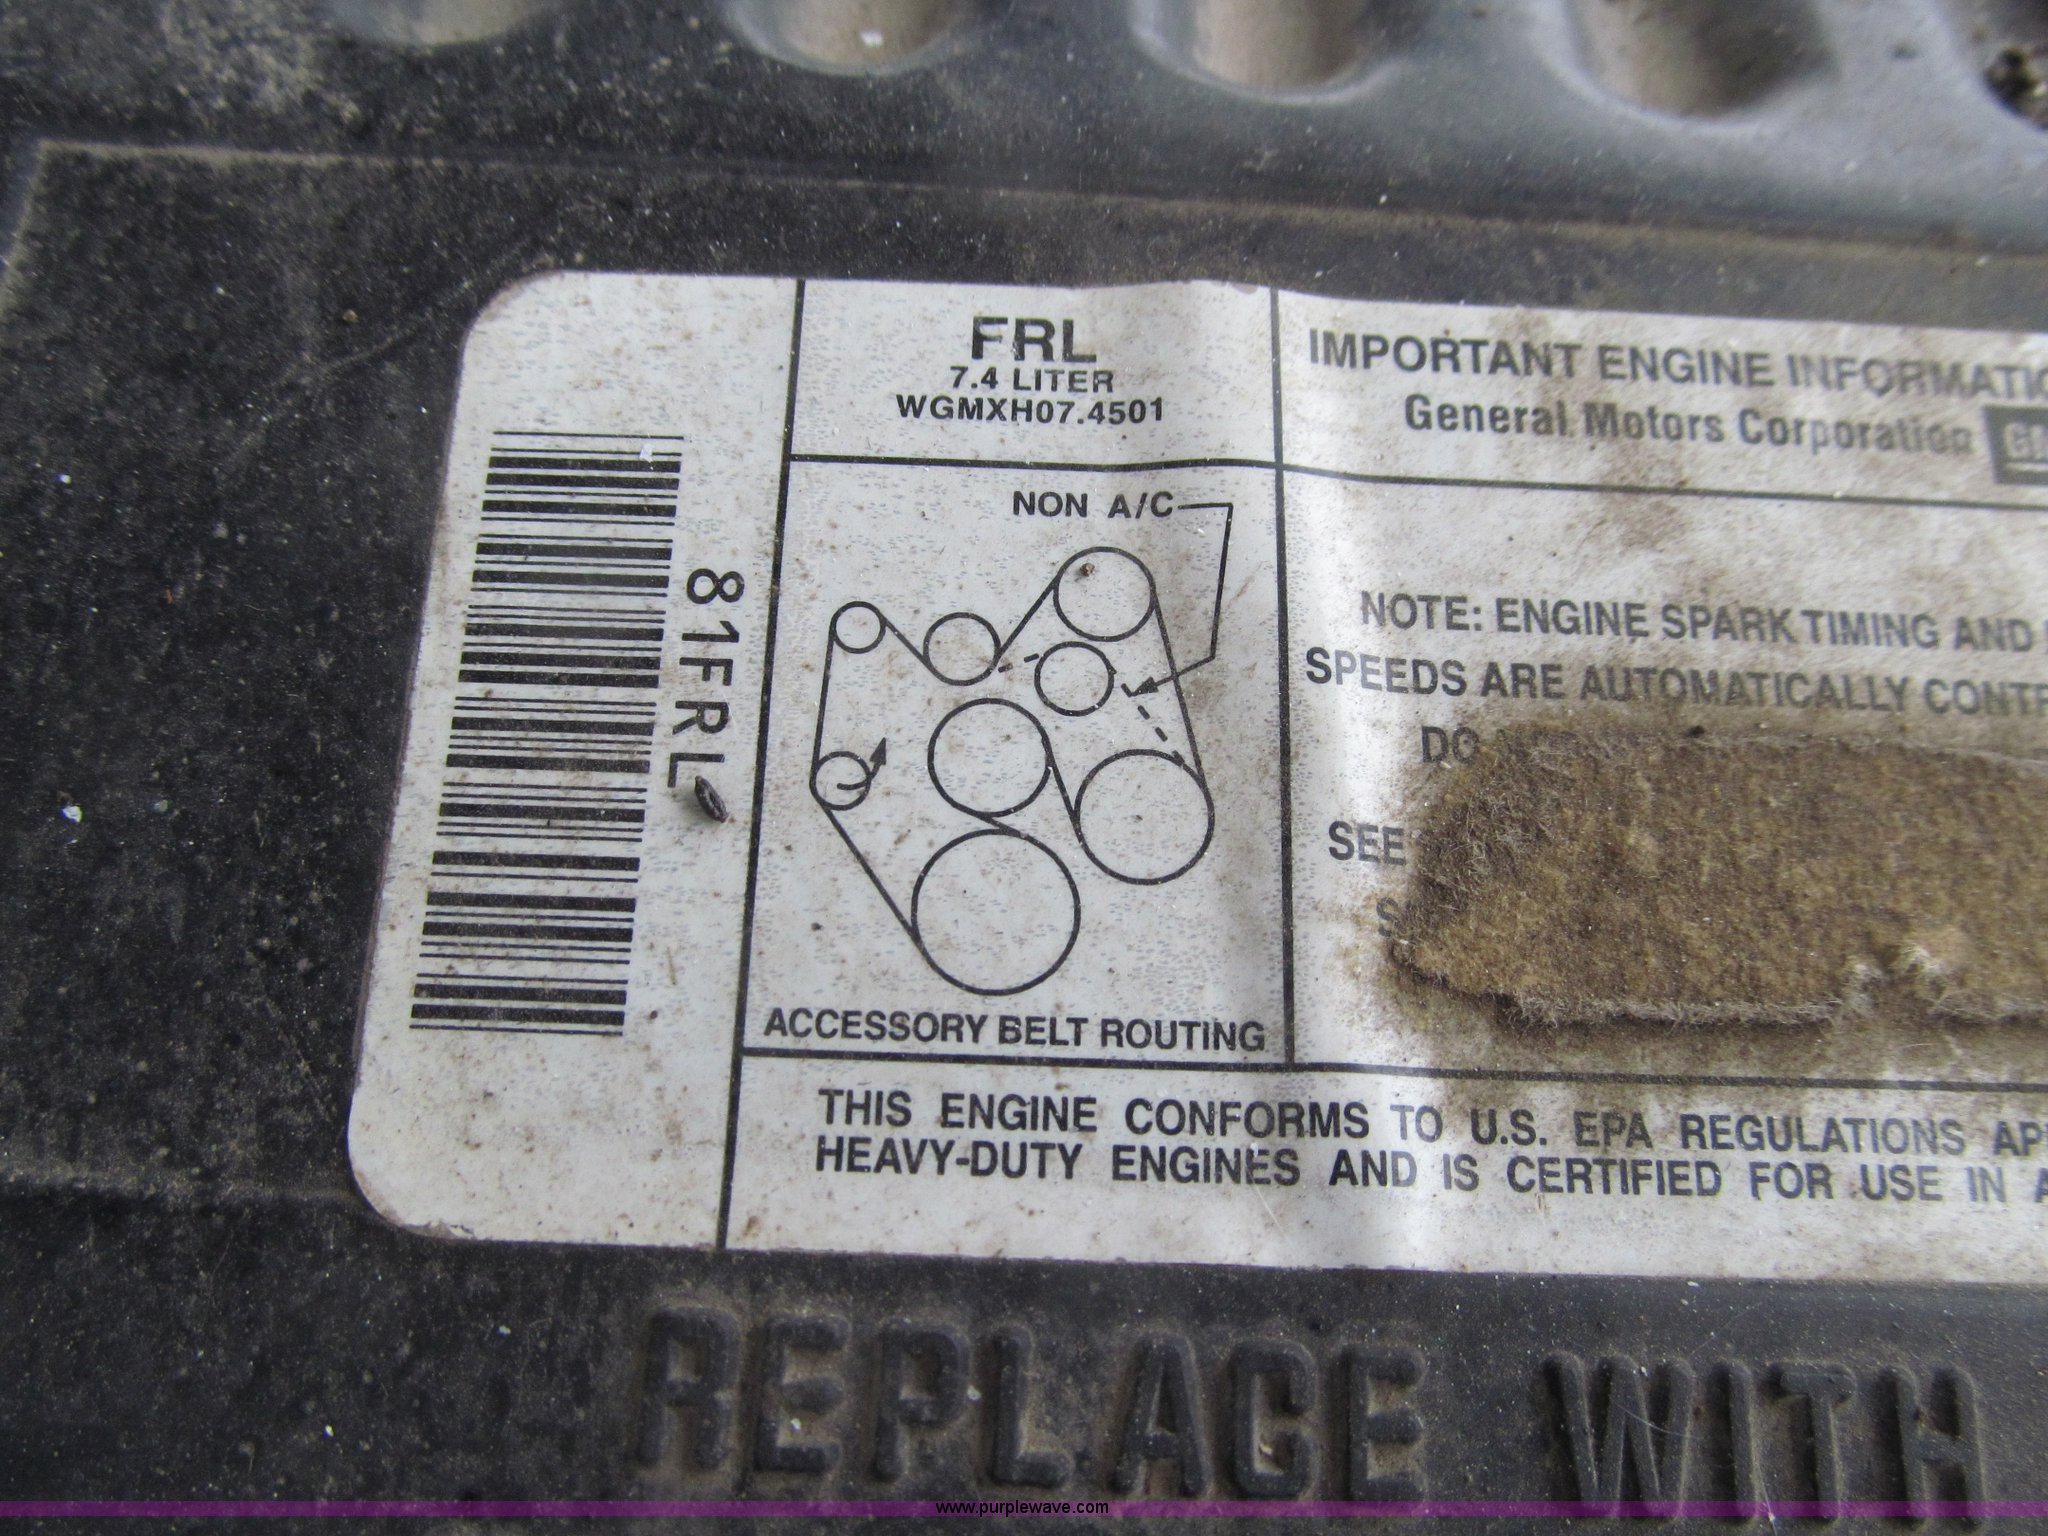 FRL
7.4 LITER
WGMXH07.4501
NON A/C
ACCESSORY BELT ROUTING
81FRL
IMPORTANT ENGINE INFORMATIO
General Motors Corporation
GM
NOTE: ENGINE SPARK TIMING AND
SPEEDS ARE AUTOMATICALLY CONTR
DO
SEE
THIS ENGINE CONFORMS TO U.S. EPA REGULATIONS AP
HEAVY-DUTY ENGINES AND IS CERTIFIED FOR USE IN A
REPLACE WITH
www.purplewave.com